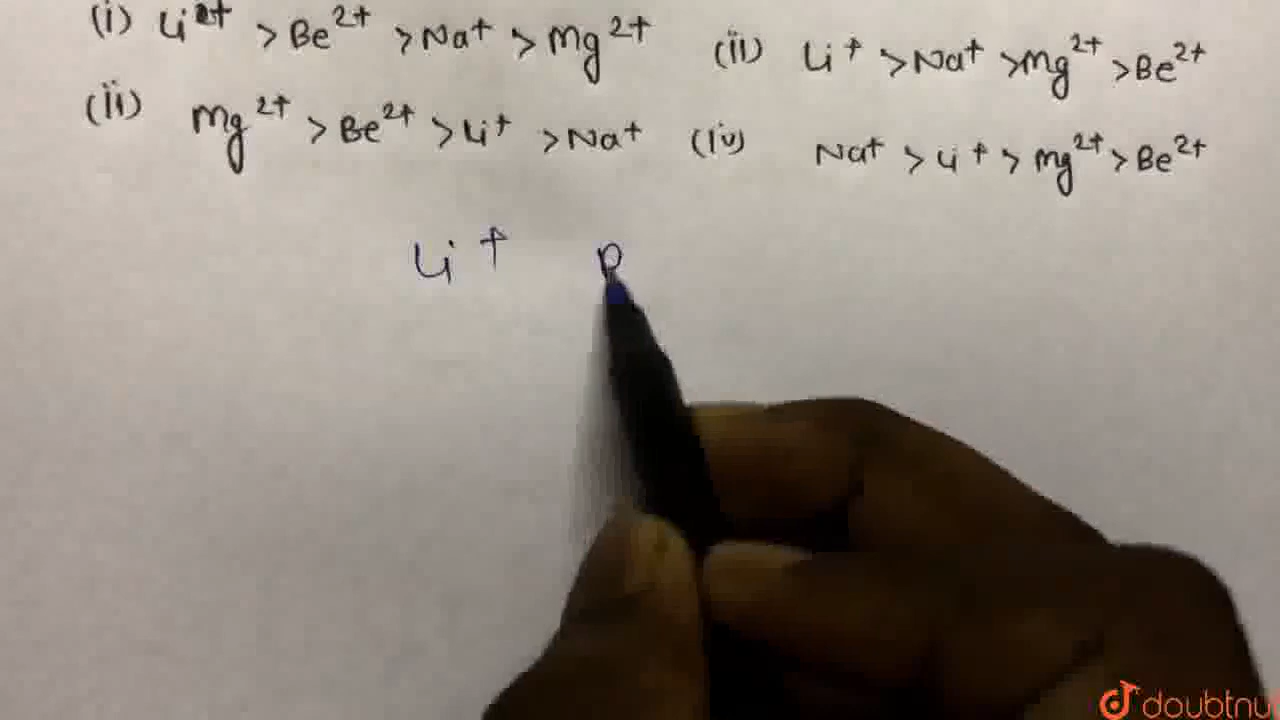 (i) Li²⁺ > Be²⁺ > Na⁺ > Mg²⁺ (ii) Li⁺ > Na⁺ > Mg²⁺ > Be²⁺
(ii) Mg²⁺ > Be²⁺ > Li⁺ > Na⁺ (iv) Na⁺ > Li⁺ > Mg²⁺ > Be²⁺
Li⁺
doubtnu